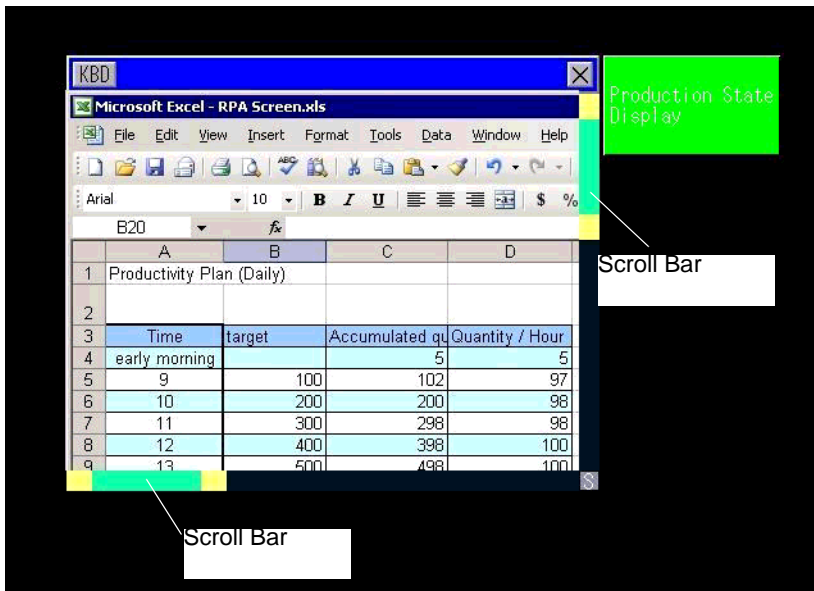 KBD
Production State
Display
Microsoft Excel - RPA Screen.xls
File Edit View Insert Format Tools Data Window Help
ABC
Arial 10 B I U a $ %
B20 fx
A B C D
1 Productivity Plan (Daily)
2
3 Time target Accumulated qu Quantity / Hour
4 early morning 5 5
5 9 100 102 97
6 10 200 200 98
7 11 300 298 98
8 12 400 398 100
9 13 500 498 100
S
Scroll Bar
Scroll Bar